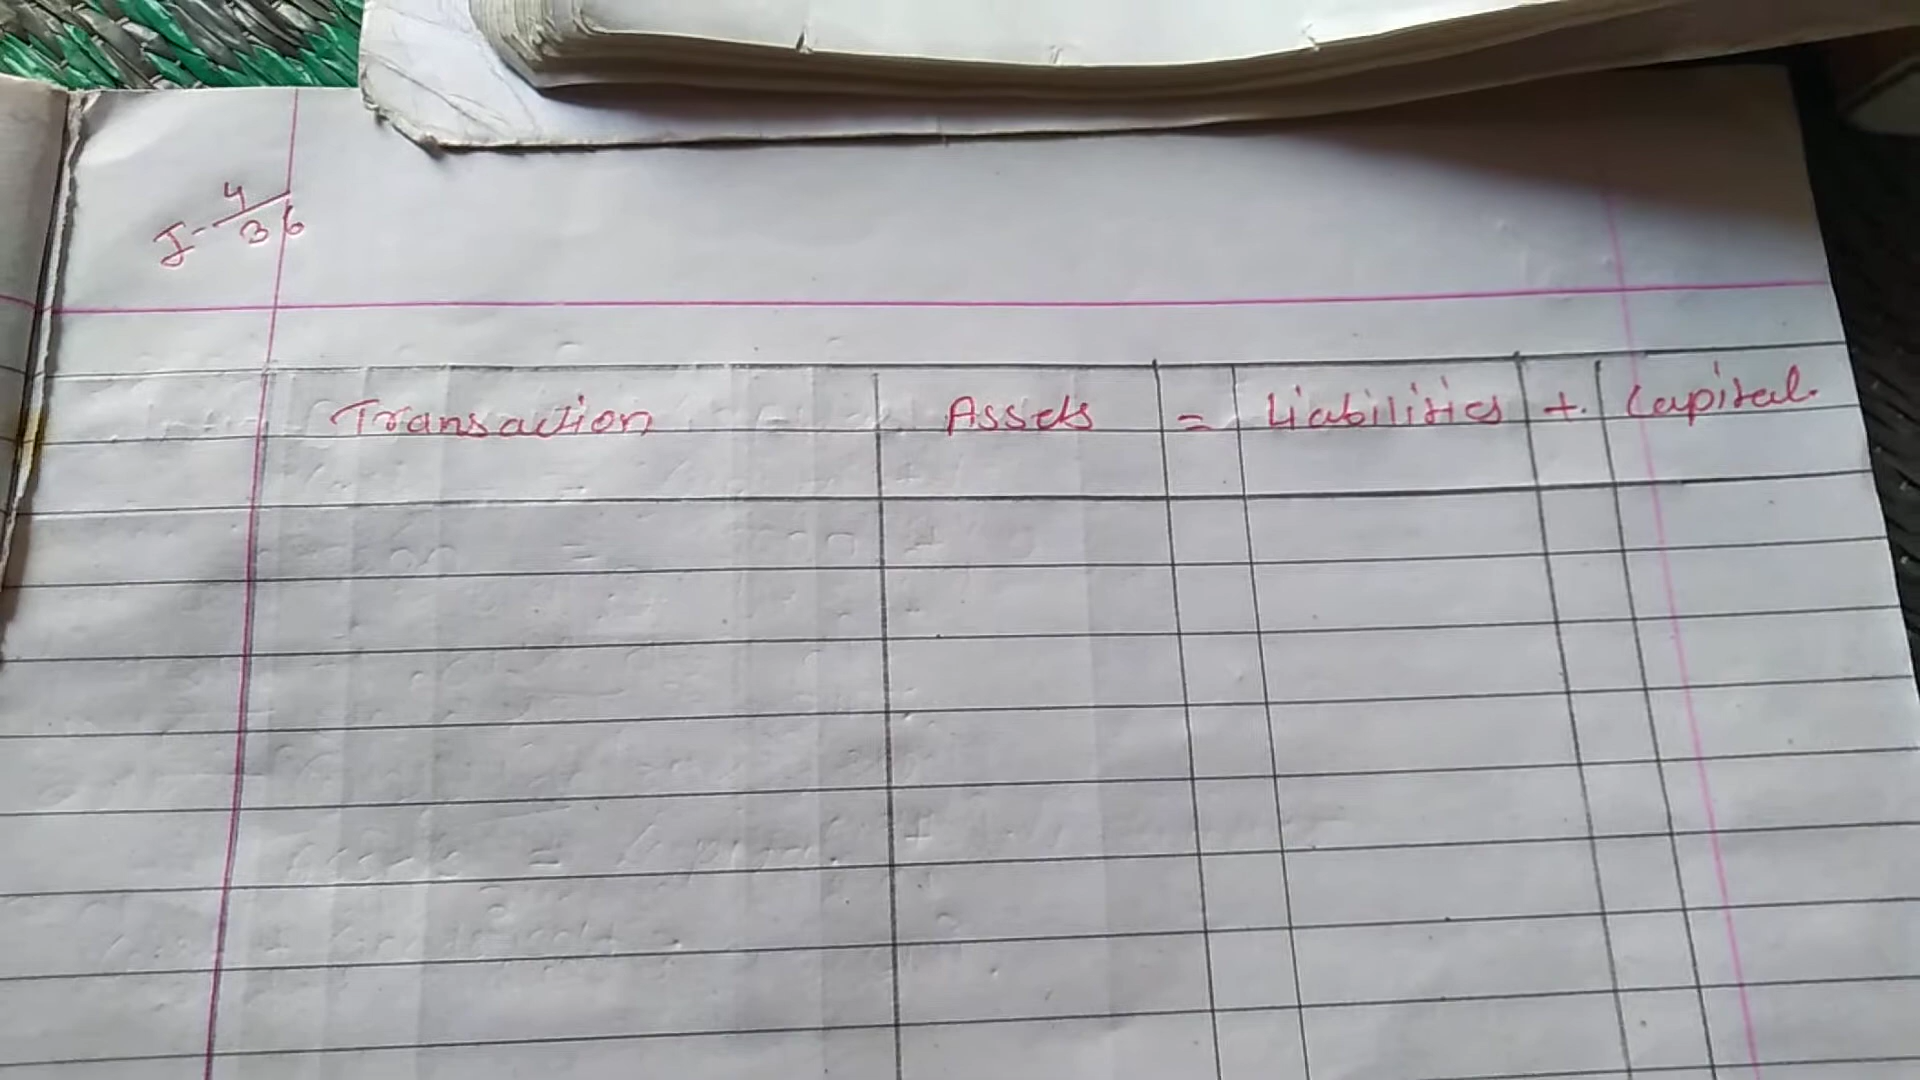 I-4/36
Transaction Assets = Liabilities + Capital.